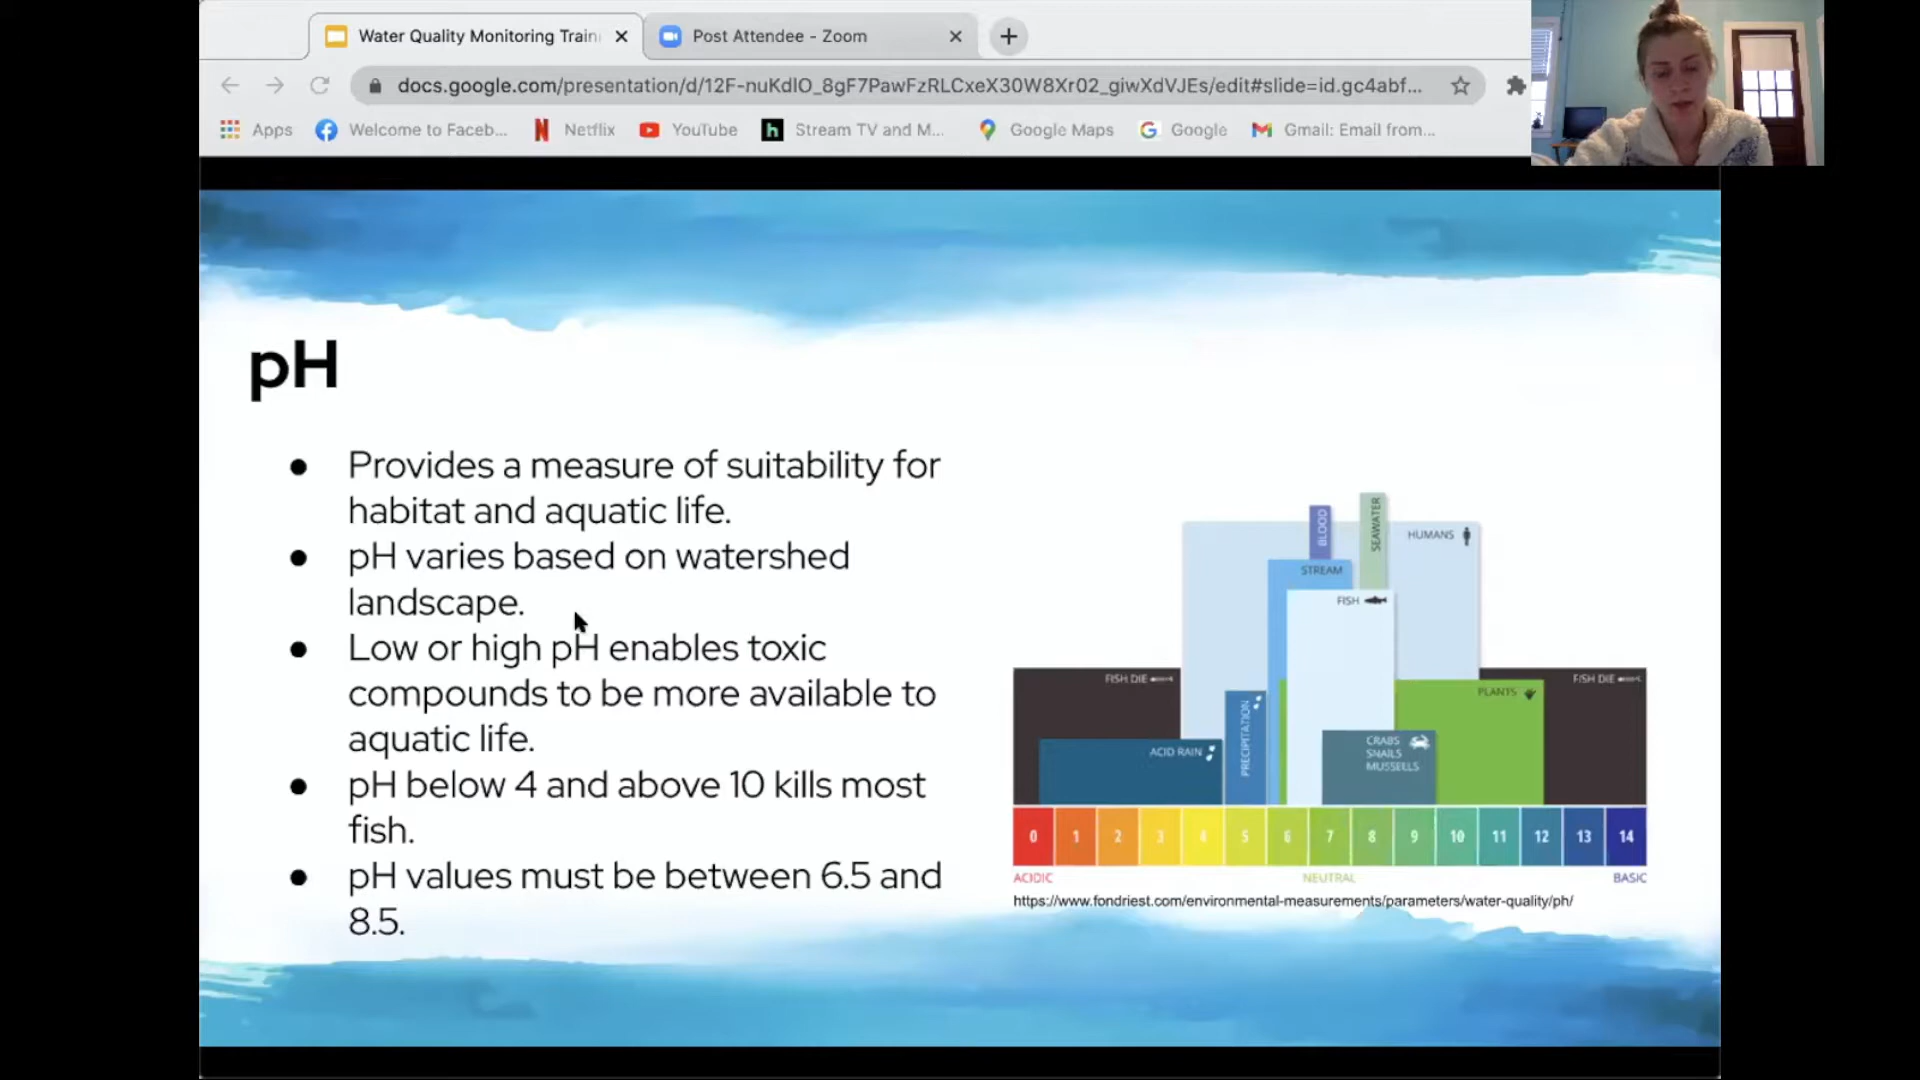 Water Quality Monitoring Train
Post Attendee - Zoom
docs.google.com/presentation/d/12F-nuKdlO_8gF7PawFzRLCxeX30W8Xr02_giwXdVJEs/edit#slide=id.gc4abf...
Apps
Welcome to Faceb...
Netflix
YouTube
Stream TV and M...
Google Maps
Google
Gmail: Email from...
pH
● Provides a measure of suitability for
habitat and aquatic life.
● pH varies based on watershed
landscape.
● Low or high pH enables toxic
compounds to be more available to
aquatic life.
● pH below 4 and above 10 kills most
fish.
● pH values must be between 6.5 and
8.5.
BLOOD
SEAWATER
HUMANS
STREAM
FISH
FISH DIE
PLANTS
FISH DIE
PRECIPITATION
ACID RAIN
CRABS
SNAILS
MUSSELLS
0 1 2 3 4 5 6 7 8 9 10 11 12 13 14
ACIDIC
NEUTRAL
BASIC
https://www.fondriest.com/environmental-measurements/parameters/water-quality/ph/